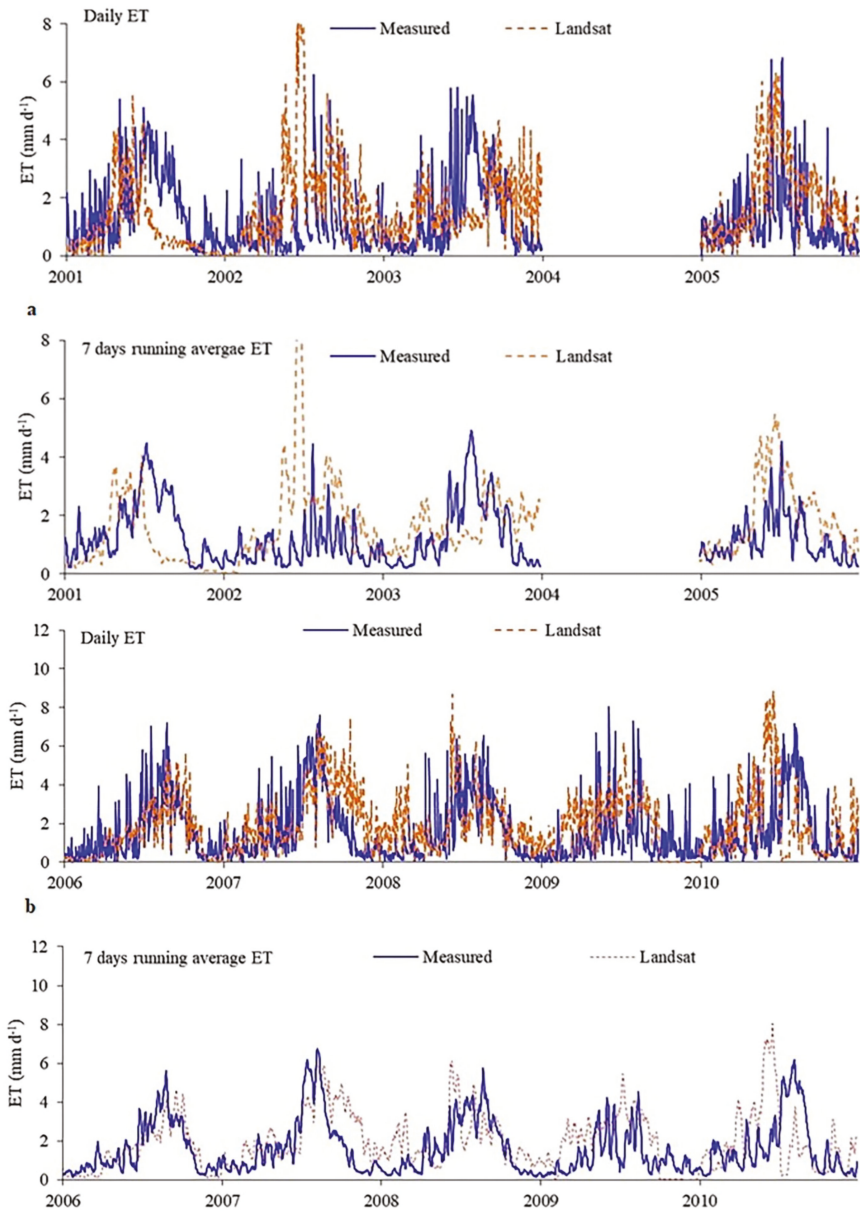 Daily ET
Measured
Landsat
8
6
4
2
0
ET (mm d-1)
2001
2002
2003
2004
2005
a
7 days running avergae ET
Measured
Landsat
8
6
4
2
0
ET (mm d-1)
2001
2002
2003
2004
2005
Daily ET
Measured
Landsat
12
10
8
6
4
2
0
ET (mm d-1)
2006
2007
2008
2009
2010
b
7 days running average ET
Measured
Landsat
12
10
8
6
4
2
0
ET (mm d-1)
2006
2007
2008
2009
2010